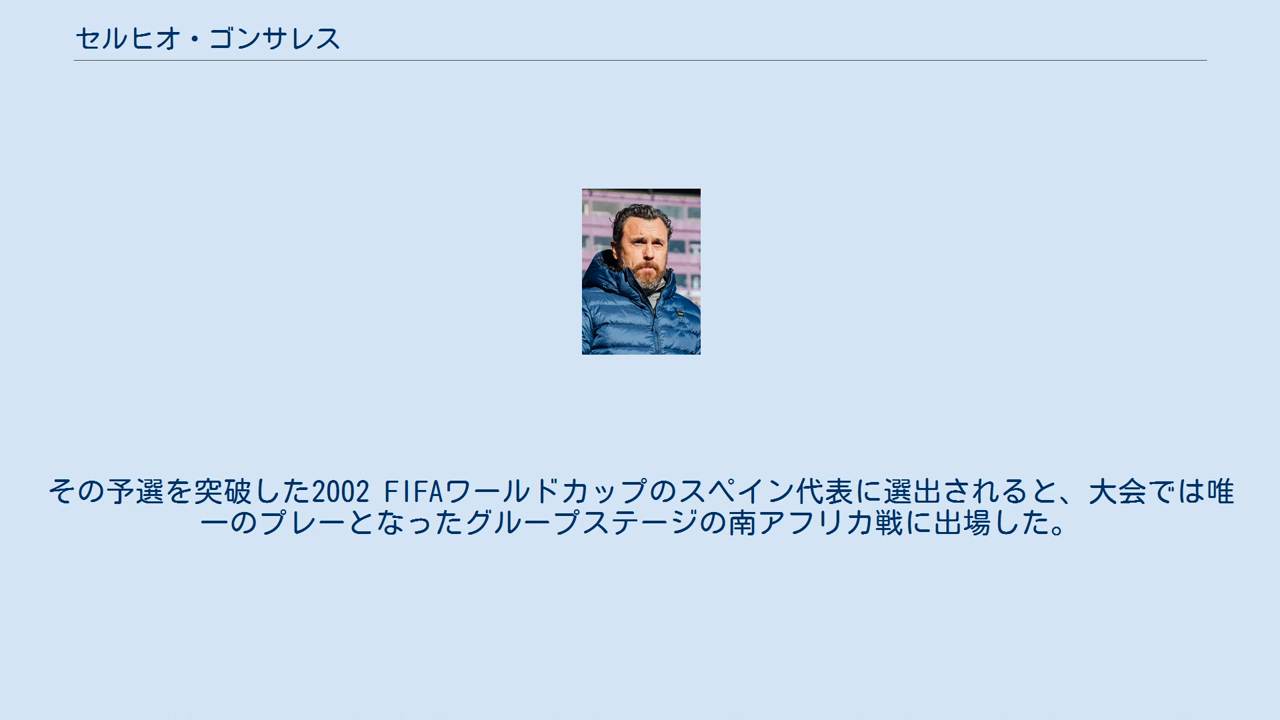 セルヒオ・ゴンサレス
その予選を突破した2002 FIFAワールドカップのスペイン代表に選出されると、大会では唯
一のプレーとなったグループステージの南アフリカ戦に出場した。